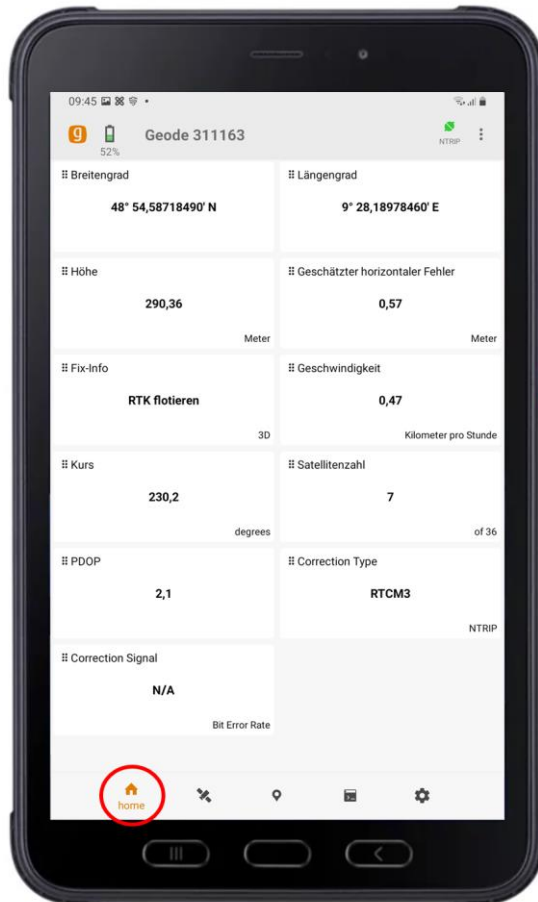 09:45
g
52%
Geode 311163
NTRIP
Breitengrad
48° 54,58718490' N
Längengrad
9° 28,18978460' E
Höhe
290,36
Meter
Geschätzter horizontaler Fehler
0,57
Meter
Fix-Info
RTK flotieren
3D
Geschwindigkeit
0,47
Kilometer pro Stunde
Kurs
230,2
degrees
Satellitenzahl
7
of 36
PDOP
2,1
Correction Type
RTCM3
NTRIP
Correction Signal
N/A
Bit Error Rate
home